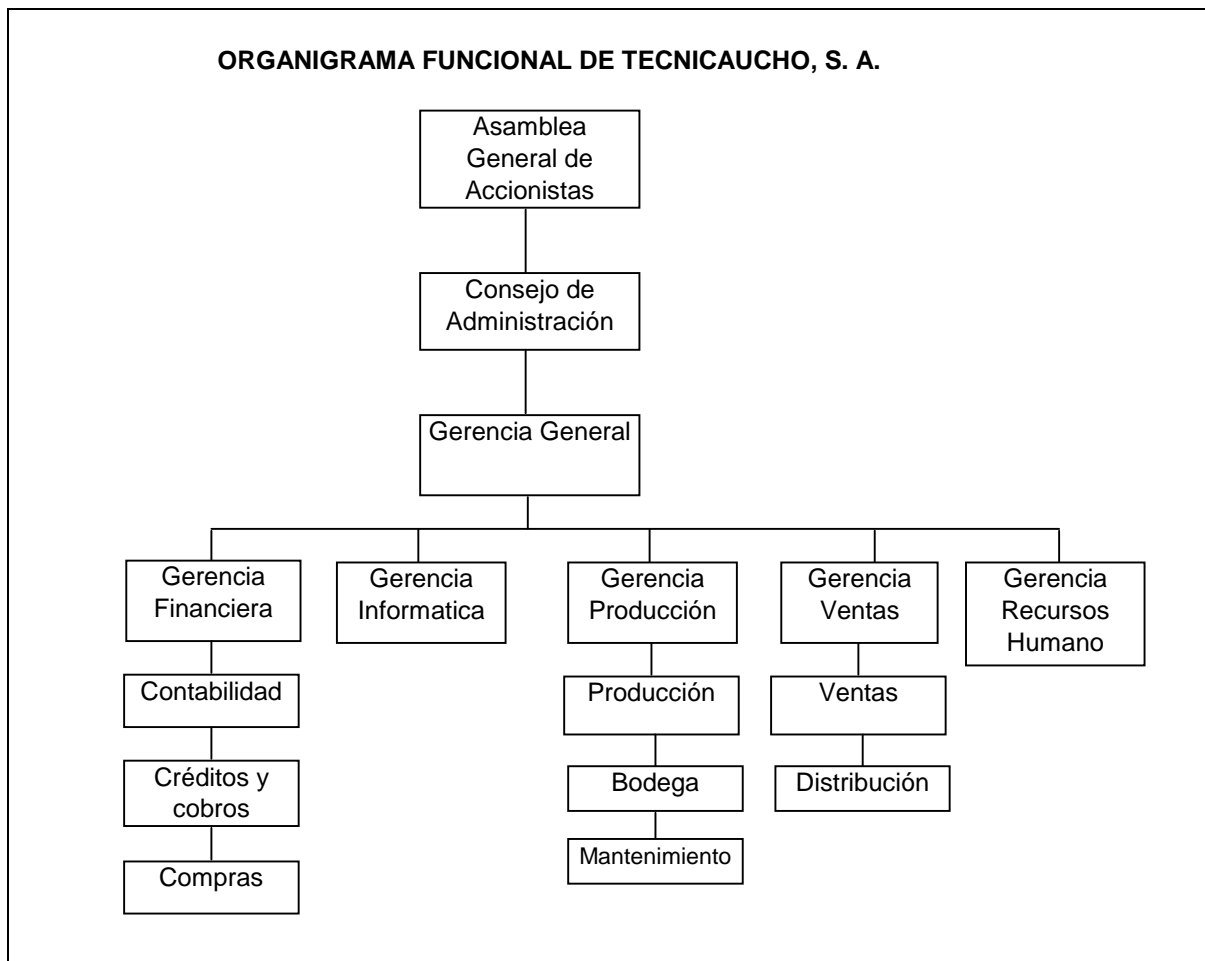 ORGANIGRAMA FUNCIONAL DE TECNICAUCHO, S. A.
Asamblea
General de
Accionistas
Consejo de
Administración
Gerencia General
Gerencia
Financiera
Gerencia
Informatica
Gerencia
Producción
Gerencia
Ventas
Gerencia
Recursos
Humano
Contabilidad
Producción
Ventas
Créditos y
cobros
Bodega
Distribución
Compras
Mantenimiento